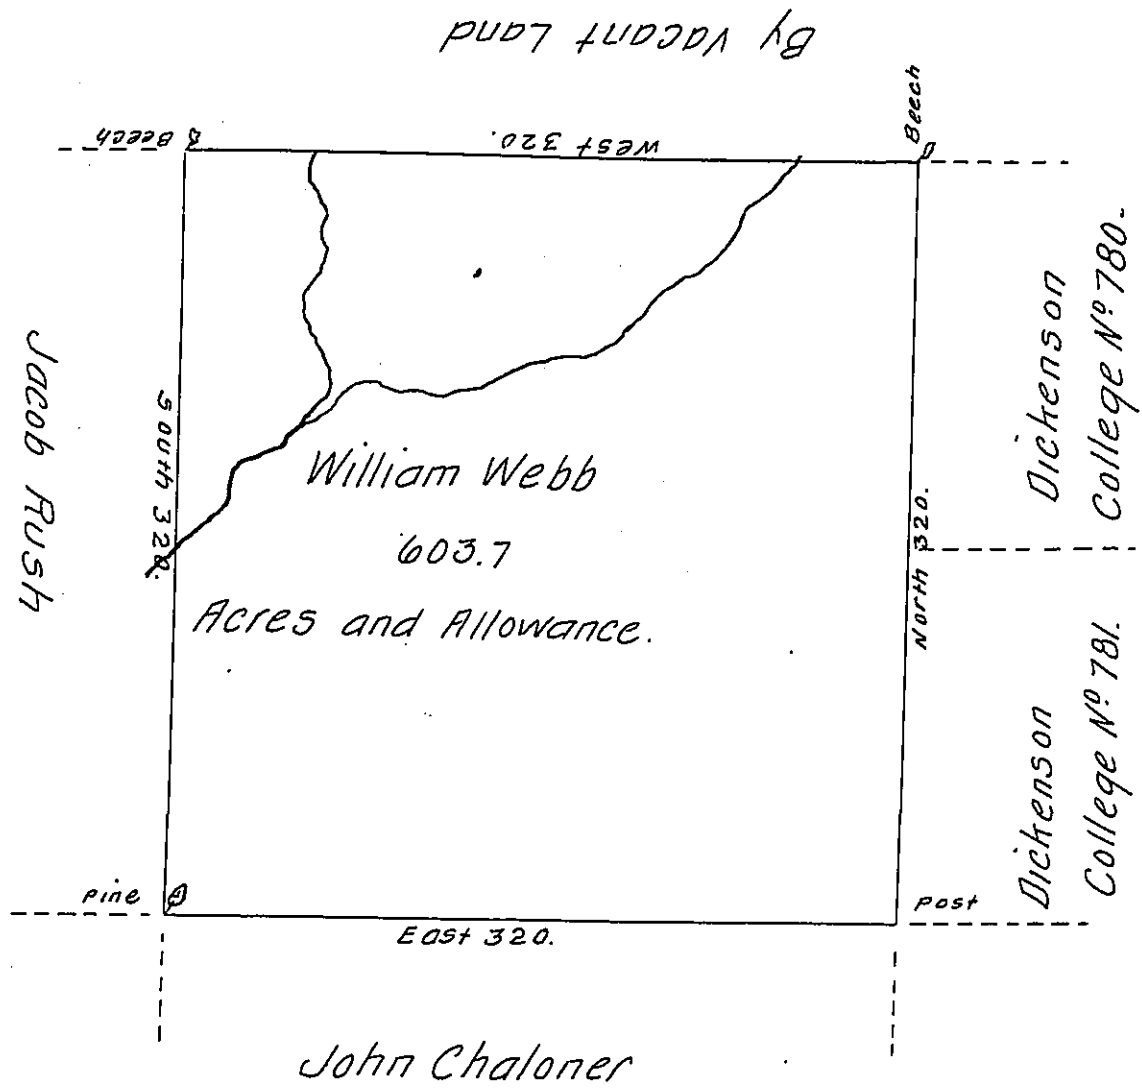 By Vacant Land
Beech
West 320.
Beech
Jacob Rush
South 320.
William Webb
603.7
Acres and Allowance.
North 320.
Dickenson
College Nº 780.
Dickenson
College Nº 781.
pine
East 320.
Post
John Chaloner